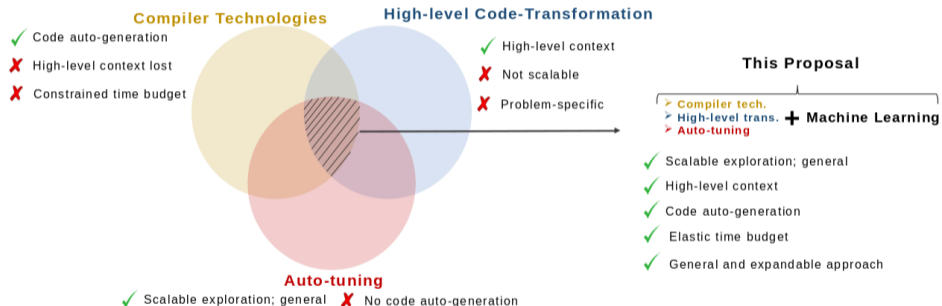 Compiler Technologies
Code auto-generation
High-level context lost
Constrained time budget
High-level Code-Transformation
High-level context
Not scalable
Problem-specific
Auto-tuning
Scalable exploration; general
No code auto-generation
This Proposal
Compiler tech.
High-level trans.
Auto-tuning
+ Machine Learning
Scalable exploration; general
High-level context
Code auto-generation
Elastic time budget
General and expandable approach